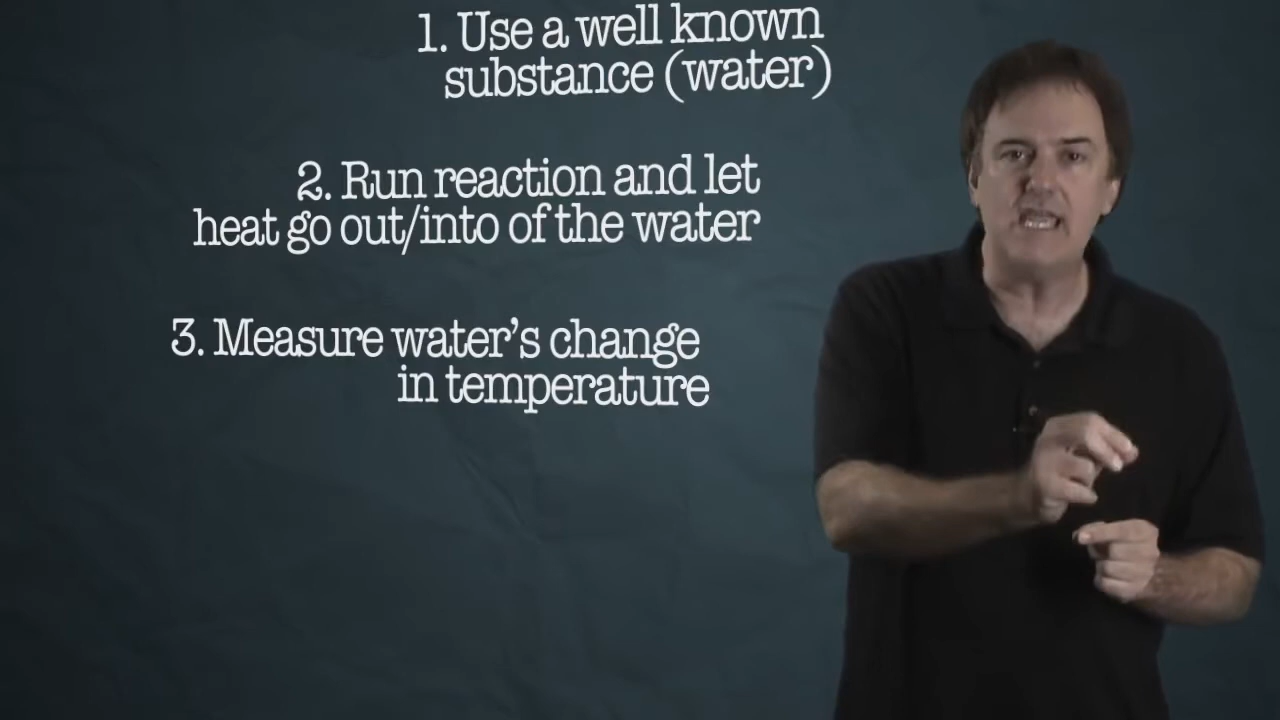 1. Use a well known
substance (water)
2. Run reaction and let
heat go out/into of the water
3. Measure water's change
in temperature